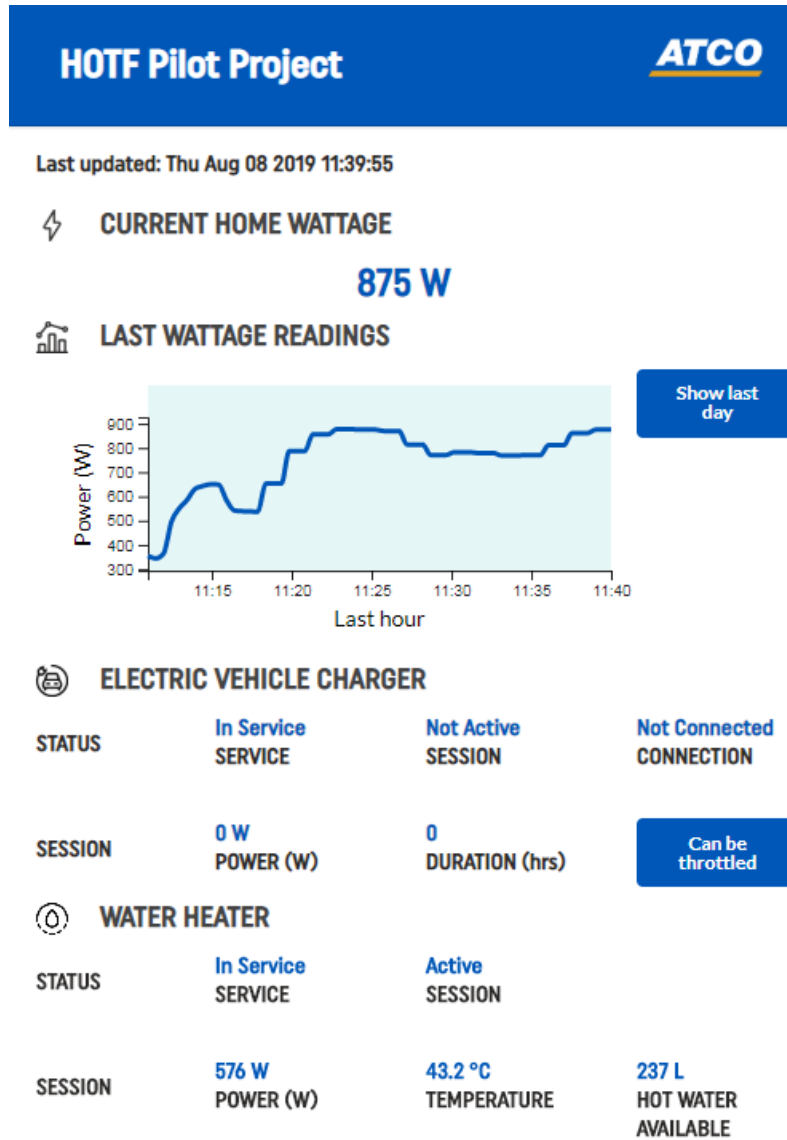 HOTF Pilot Project
ATCO
Last updated: Thu Aug 08 2019 11:39:55
CURRENT HOME WATTAGE
875 W
LAST WATTAGE READINGS
Show last
day
Power (W)
900
800
700
600
500
400
300
11:15 11:20 11:25 11:30 11:35 11:40
Last hour
ELECTRIC VEHICLE CHARGER
STATUS
In Service
SERVICE
Not Active
SESSION
Not Connected
CONNECTION
SESSION
0 W
POWER (W)
0
DURATION (hrs)
Can be
throttled
WATER HEATER
STATUS
In Service
SERVICE
Active
SESSION
SESSION
576 W
POWER (W)
43.2 °C
TEMPERATURE
237 L
HOT WATER
AVAILABLE